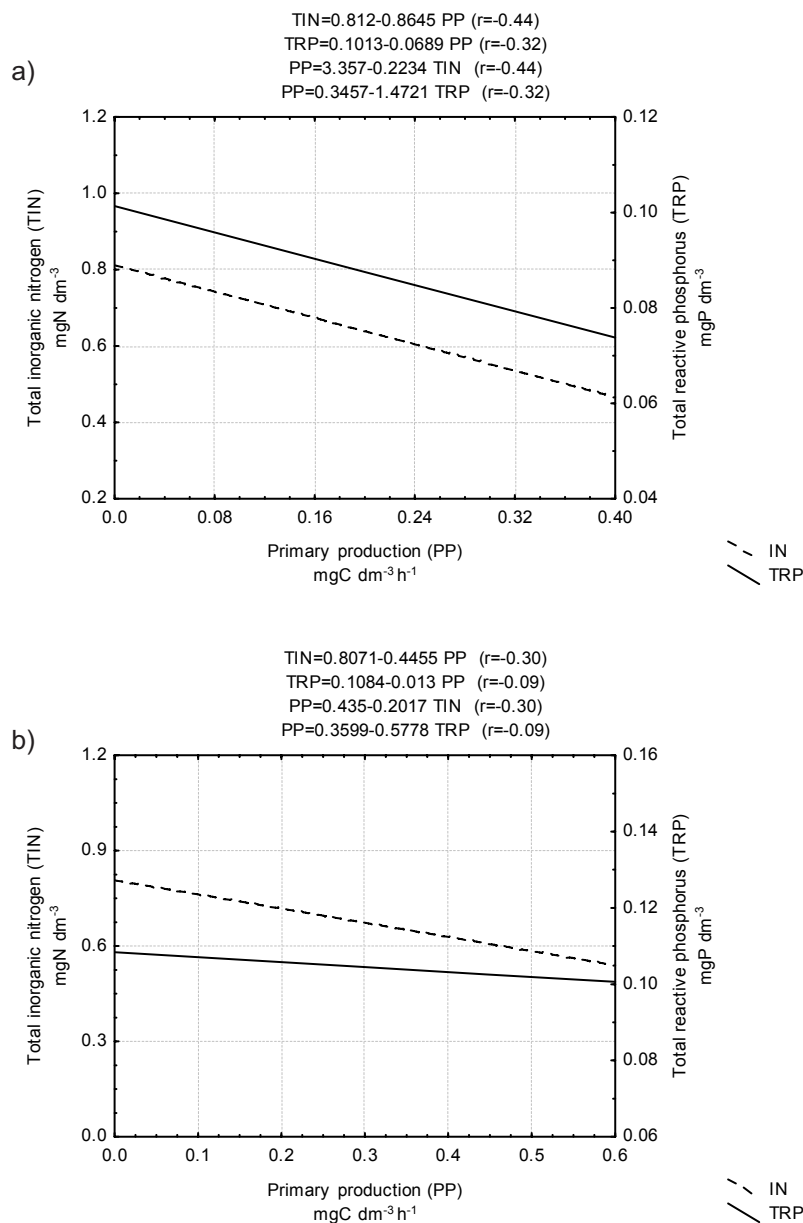 TIN=0.812-0.8645 PP (r=-0.44)
TRP=0.1013-0.0689 PP (r=-0.32)
PP=3.357-0.2234 TIN (r=-0.44)
PP=0.3457-1.4721 TRP (r=-0.32)
a)
1.2
1.0
0.8
0.6
0.4
0.2
Total inorganic nitrogen (TIN)
mgN dm-3
0.12
0.10
0.08
0.06
0.04
Total reactive phosphorus (TRP)
mgP dm-3
0.0 0.08 0.16 0.24 0.32 0.40
Primary production (PP)
mgC dm-3 h-1
IN
TRP
TIN=0.8071-0.4455 PP (r=-0.30)
TRP=0.1084-0.013 PP (r=-0.09)
PP=0.435-0.2017 TIN (r=-0.30)
PP=0.3599-0.5778 TRP (r=-0.09)
b)
1.2
0.9
0.6
0.3
0.0
Total inorganic nitrogen (TIN)
mgN dm-3
0.16
0.14
0.12
0.10
0.08
0.06
Total reactive phosphorus (TRP)
mgP dm-3
0.0 0.1 0.2 0.3 0.4 0.5 0.6
Primary production (PP)
mgC dm-3 h-1
IN
TRP